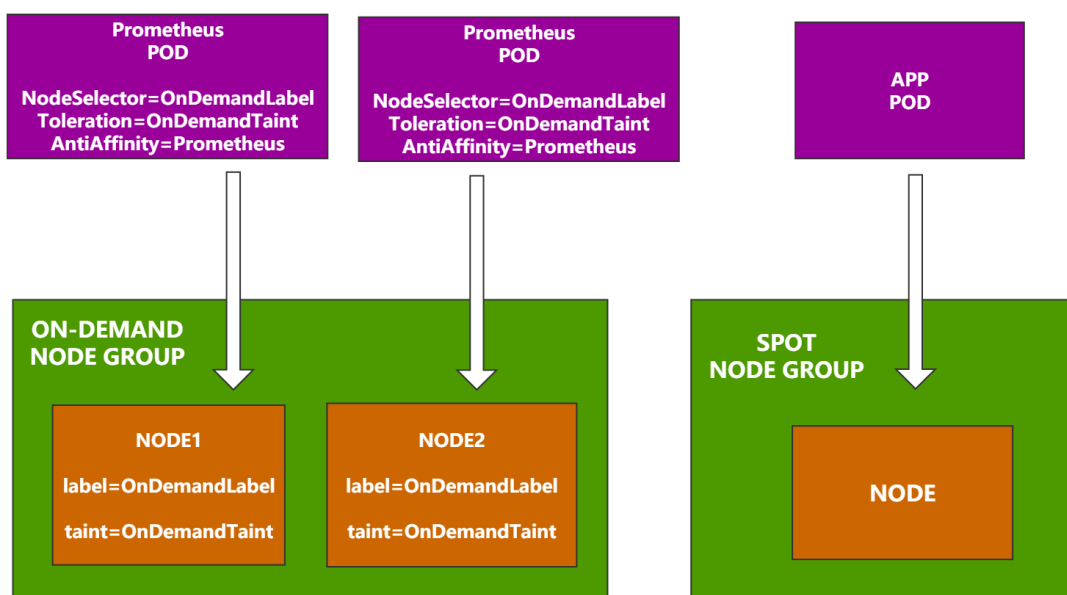 Prometheus
POD
NodeSelector=OnDemandLabel
Toleration=OnDemandTaint
AntiAffinity=Prometheus
Prometheus
POD
NodeSelector=OnDemandLabel
Toleration=OnDemandTaint
AntiAffinity=Prometheus
APP
POD
ON-DEMAND
NODE GROUP
NODE1
label=OnDemandLabel
taint=OnDemandTaint
NODE2
label=OnDemandLabel
taint=OnDemandTaint
SPOT
NODE GROUP
NODE